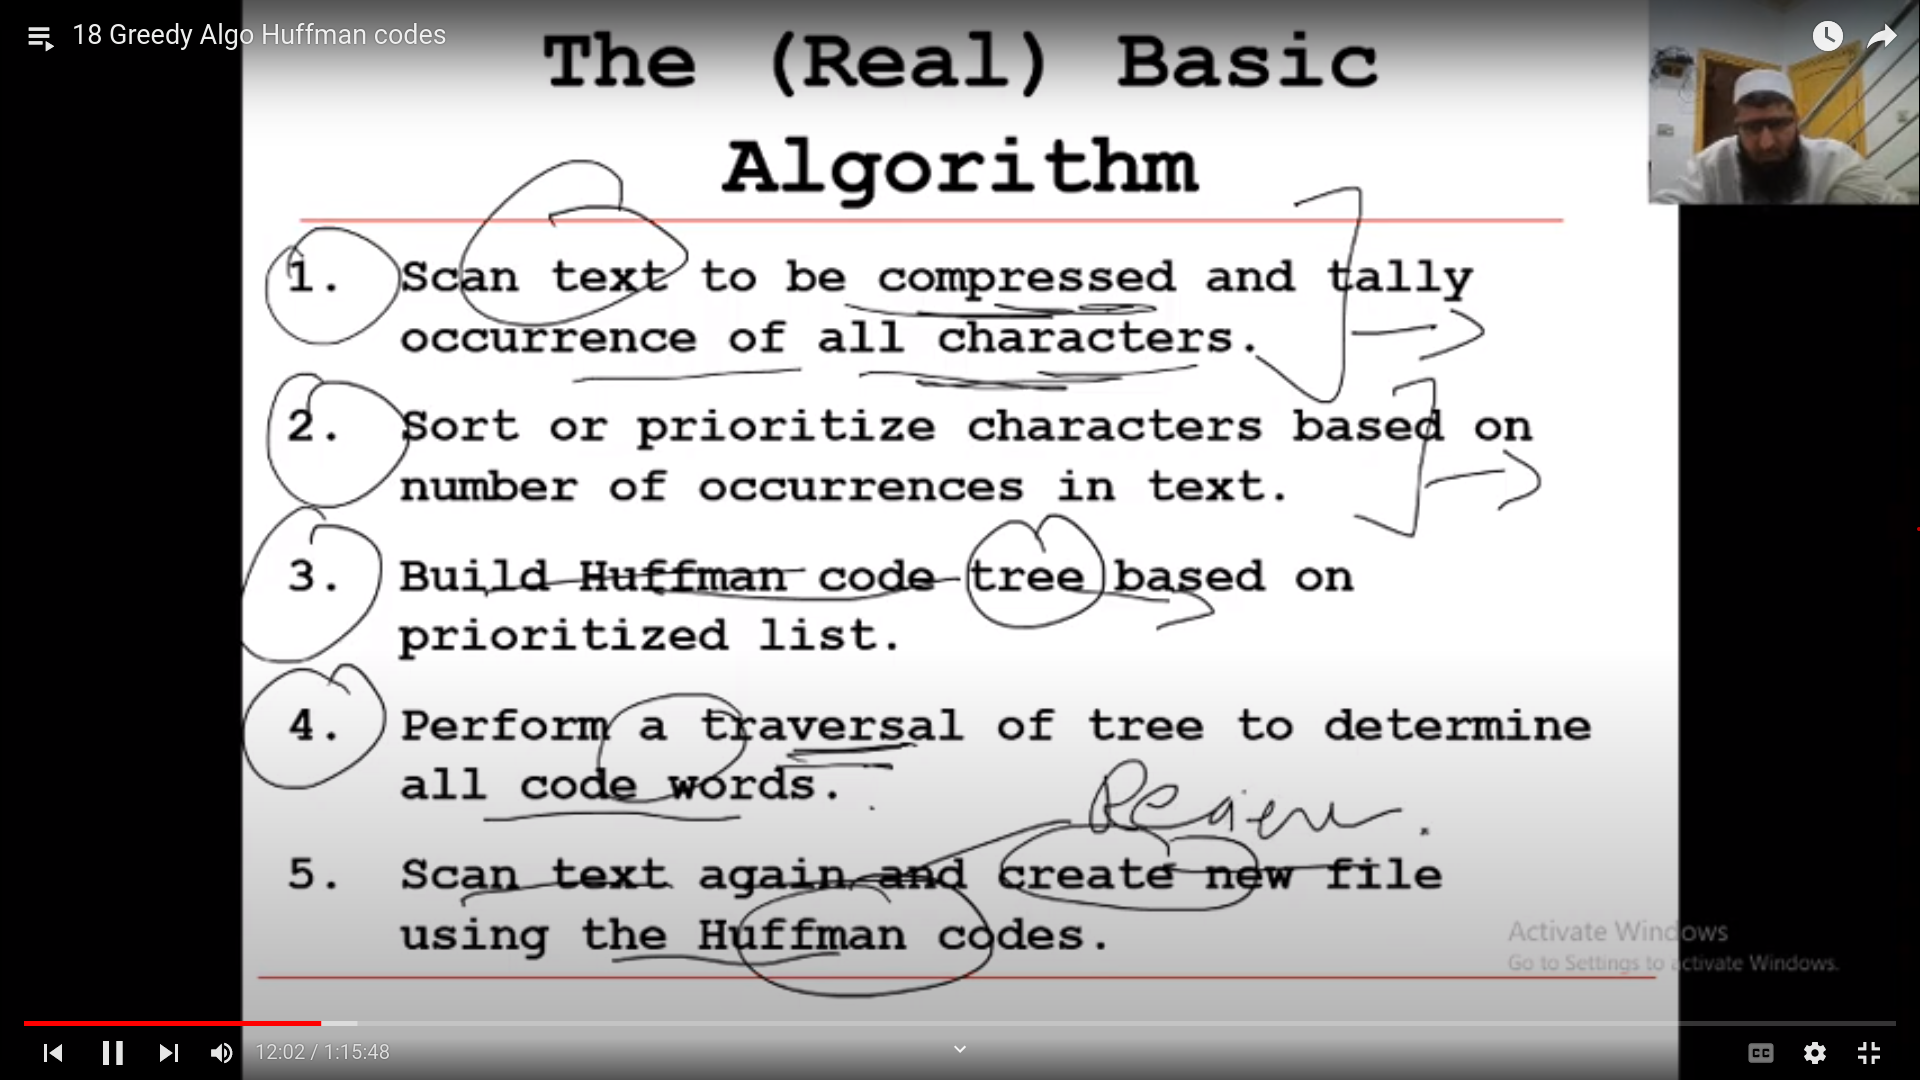 18 Greedy Algo Huffman codes
The (Real) Basic
Algorithm
1. Scan text to be compressed and tally
occurrence of all characters.
2. Sort or prioritize characters based on
number of occurrences in text.
3. Build Huffman code tree based on
prioritized list.
4. Perform a traversal of tree to determine
all code words.
5. Scan text again and create new file
using the Huffman codes.
Activate Windows
Go to Settings to activate Windows.
12:02 / 1:15:48
CC